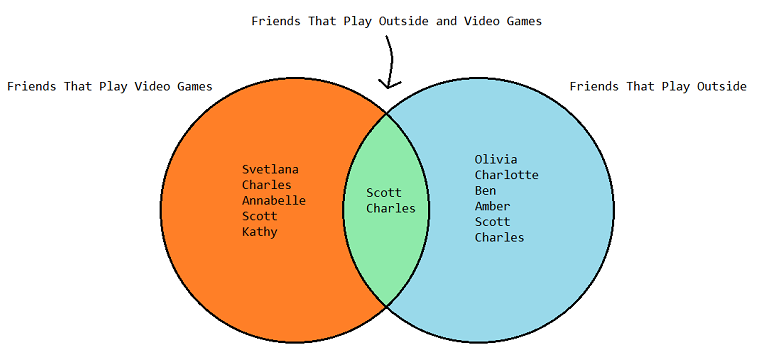 Friends That Play Outside and Video Games
Friends That Play Video Games
Friends That Play Outside
Svetlana
Charles
Annabelle
Scott
Kathy
Scott
Charles
Olivia
Charlotte
Ben
Amber
Scott
Charles